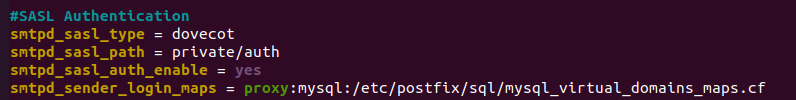 #SASL Authentication
smtpd_sasl_type = dovecot
smtpd_sasl_path = private/auth
smtpd_sasl_auth_enable = yes
smtpd_sender_login_maps = proxy:mysql:/etc/postfix/sql/mysql_virtual_domains_maps.cf